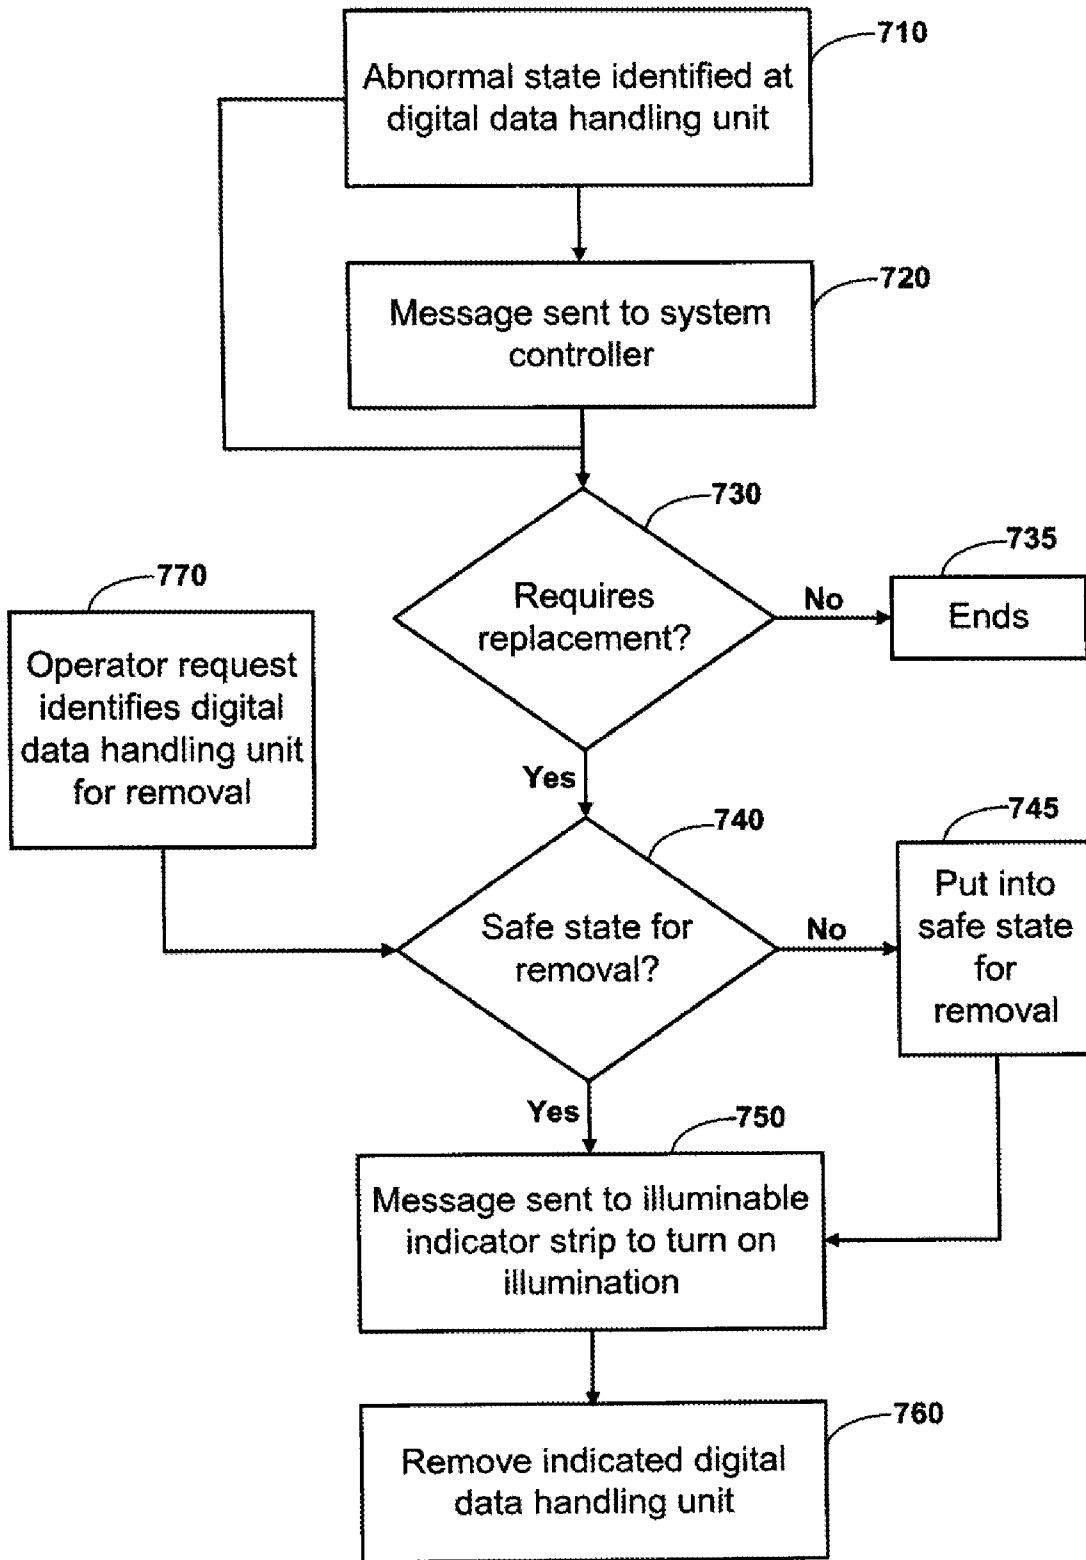 710
Abnormal state identified at
digital data handling unit
720
Message sent to system
controller
730
Requires
replacement?
No
735
Ends
770
Operator request
identifies digital
data handling unit
for removal
Yes
740
Safe state for
removal?
No
745
Put into
safe state
for
removal
Yes
750
Message sent to illuminable
indicator strip to turn on
illumination
760
Remove indicated digital
data handling unit